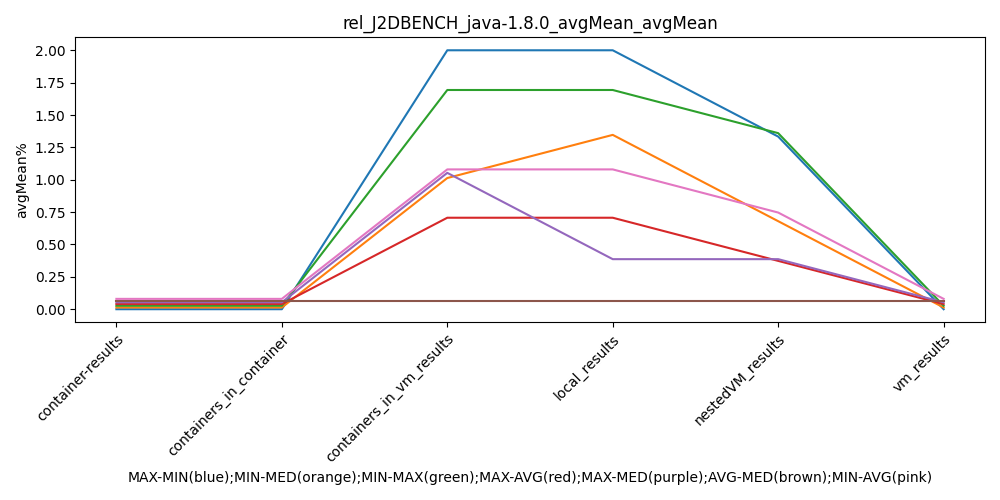 rel_J2DBENCH_java-1.8.0_avgMean_avgMean
avgMean%
2.00
1.75
1.50
1.25
1.00
0.75
0.50
0.25
0.00
container-results
containers_in_container
containers_in_vm_results
local_results
nestedVM_results
vm_results
MAX-MIN(blue);MIN-MED(orange);MIN-MAX(green);MAX-AVG(red);MAX-MED(purple);AVG-MED(brown);MIN-AVG(pink)